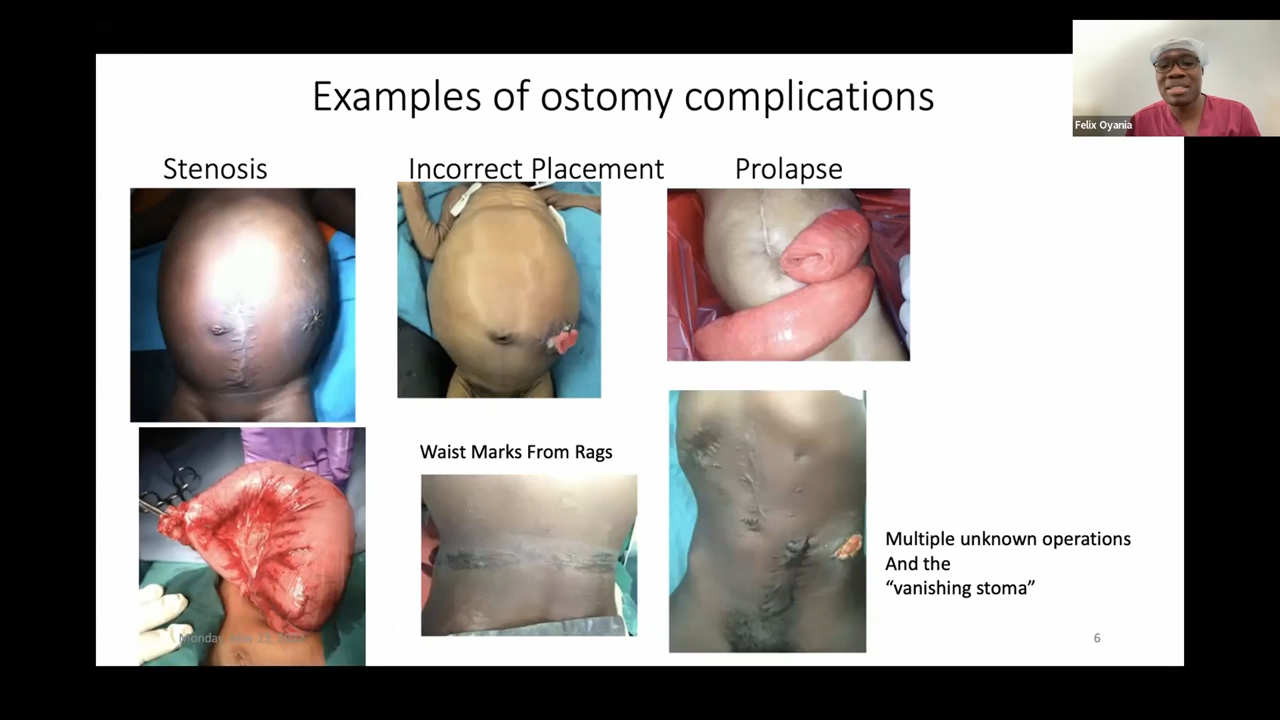 Examples of ostomy complications
Felix Oyania
Stenosis
Incorrect Placement
Prolapse
Waist Marks From Rags
Multiple unknown operations
And the
“vanishing stoma”
Monday
6